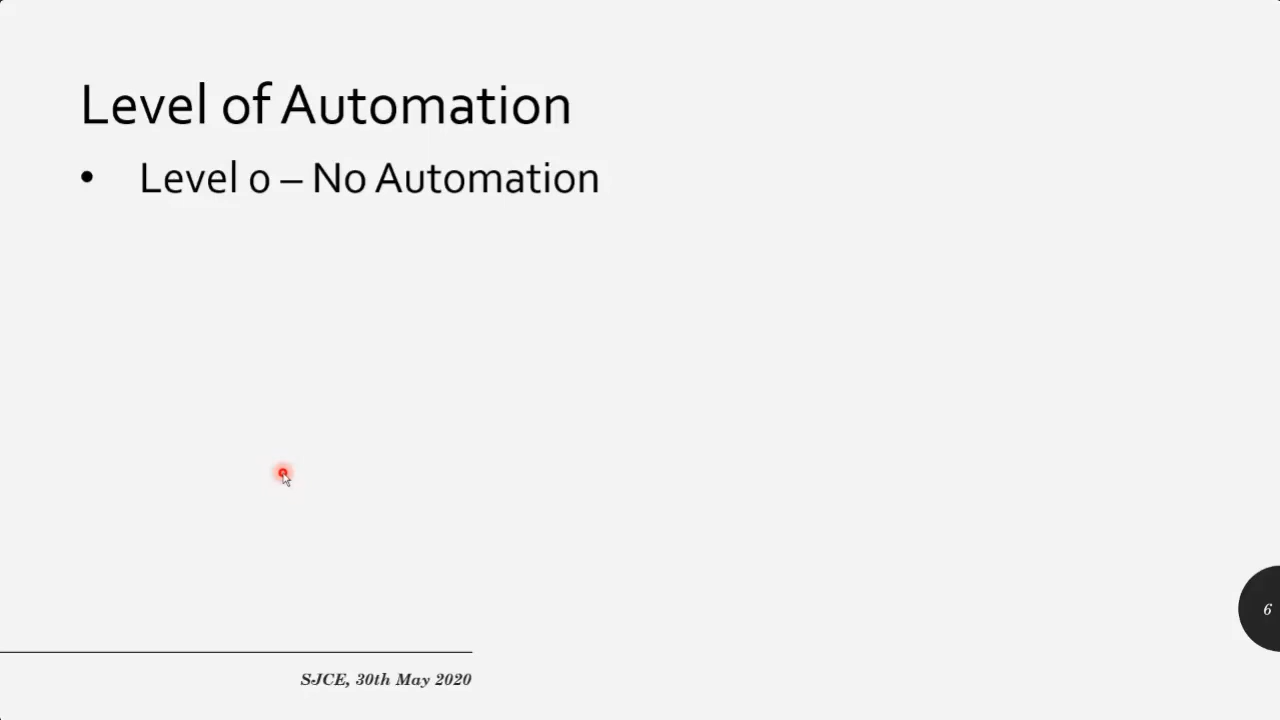 Level of Automation
• Level 0 – No Automation
6
SJCE, 30th May 2020